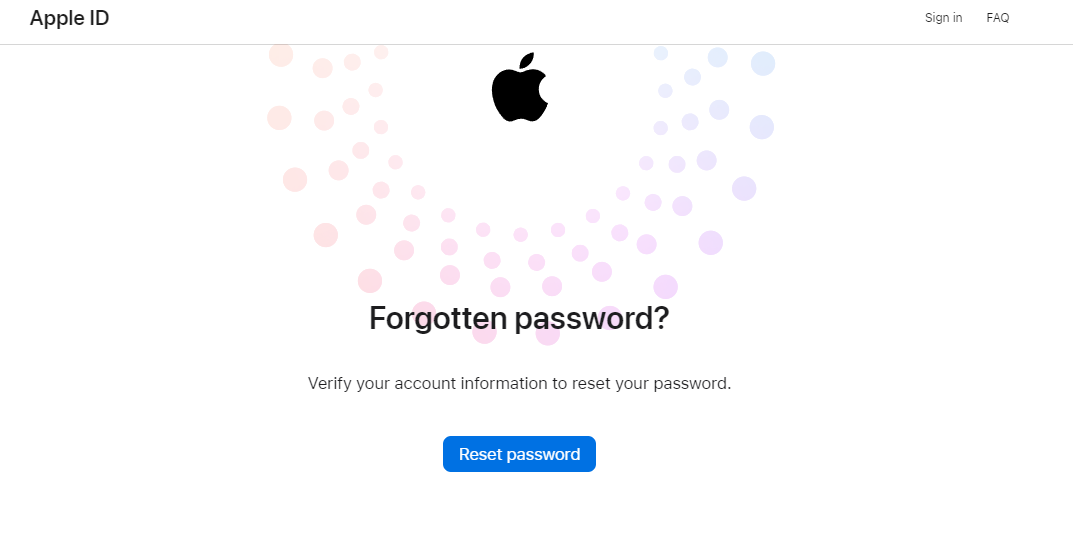 Apple ID
Sign in FAQ
Forgotten password?
Verify your account information to reset your password.
Reset password